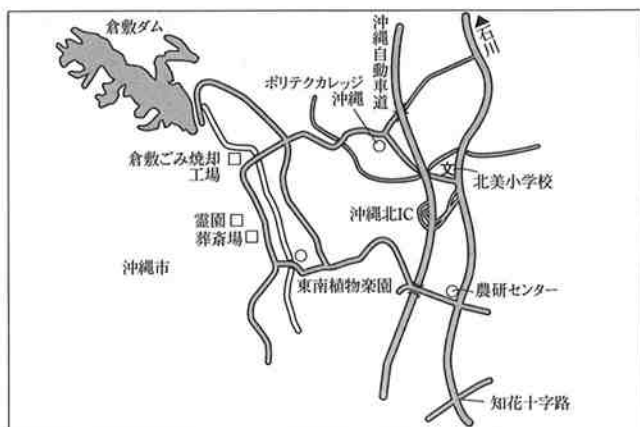 倉敷ダム
沖縄自動車道
▲石川
ポリテクカレッジ
沖縄
倉敷ごみ焼却
工場
文
北美小学校
沖縄北IC
霊園
葬斎場
沖縄市
東南植物楽園
農研センター
知花十字路